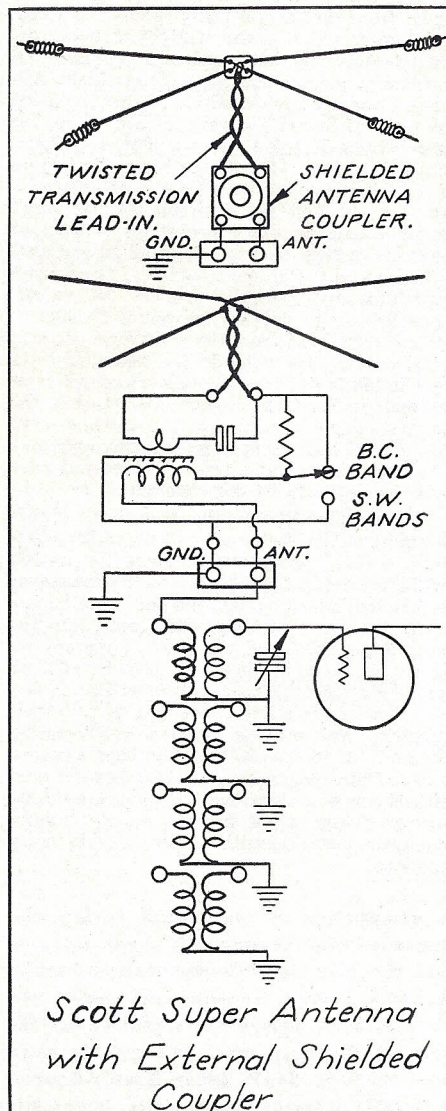 TWISTED
TRANSMISSION
LEAD-IN.
SHIELDED
ANTENNA
COUPLER.
GND.
ANT.
B.C.
BAND
S.W.
BANDS
GND.
ANT.
Scott Super Antenna
with External Shielded
Coupler